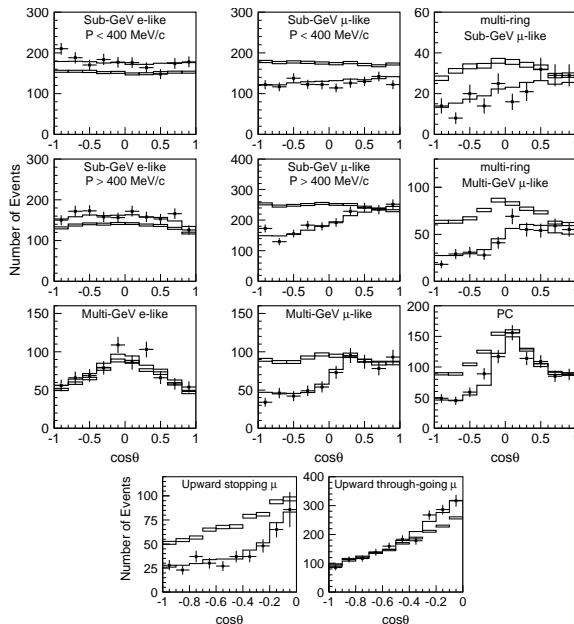 Sub-GeV e-like
P < 400 MeV/c
300
200
100
0
-1 -0.5 0 0.5 1
Sub-GeV μ-like
P < 400 MeV/c
300
200
100
0
-1 -0.5 0 0.5 1
multi-ring
Sub-GeV μ-like
60
40
20
0
-1 -0.5 0 0.5 1
Number of Events
Sub-GeV e-like
P > 400 MeV/c
300
200
100
0
-1 -0.5 0 0.5 1
Sub-GeV μ-like
P > 400 MeV/c
400
300
200
100
0
-1 -0.5 0 0.5 1
multi-ring
Multi-GeV μ-like
100
50
0
-1 -0.5 0 0.5 1
Multi-GeV e-like
150
100
50
0
-1 -0.5 0 0.5 1
cosθ
Multi-GeV μ-like
150
100
50
0
-1 -0.5 0 0.5 1
cosθ
PC
200
150
100
50
0
-1 -0.5 0 0.5 1
cosθ
Number of Events
Upward stopping μ
100
75
50
25
0
-1 -0.8 -0.6 -0.4 -0.2 0
cosθ
Upward through-going μ
400
300
200
100
0
-1 -0.8 -0.6 -0.4 -0.2 0
cosθ